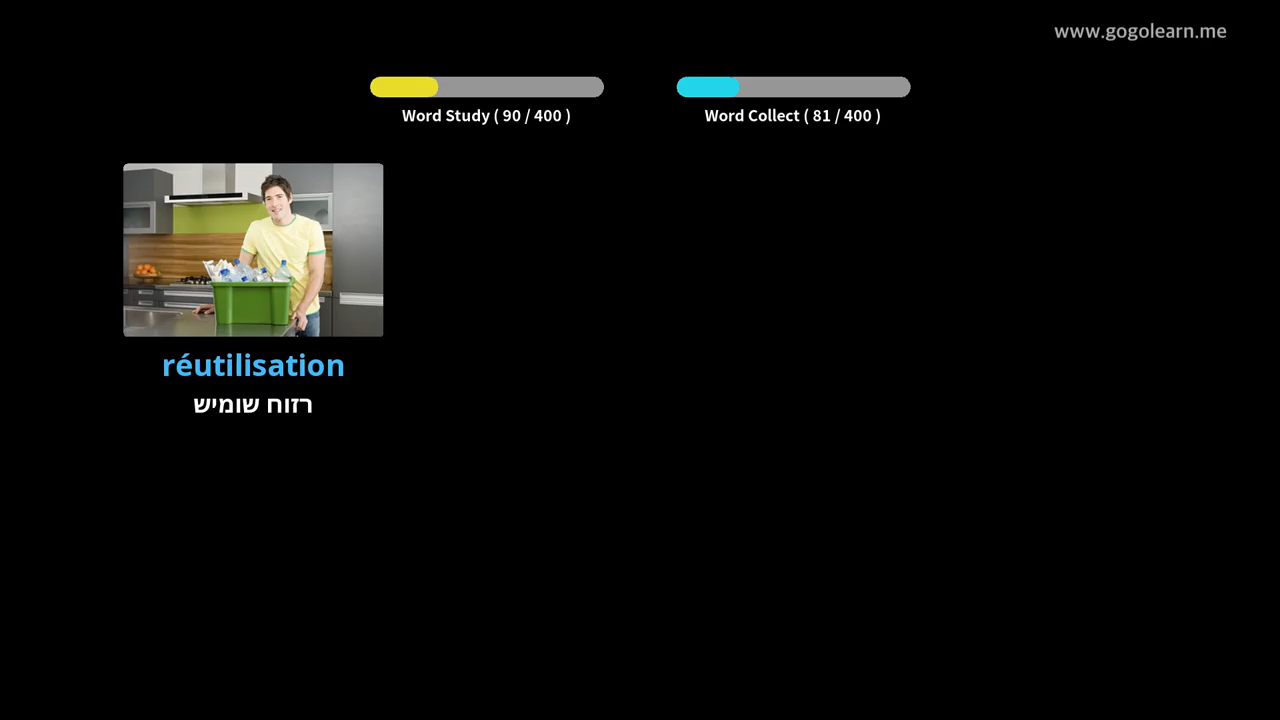 www.gogolearn.me
Word Study ( 90 / 400 )
Word Collect ( 81 / 400 )
réutilisation
רזוח שומיש